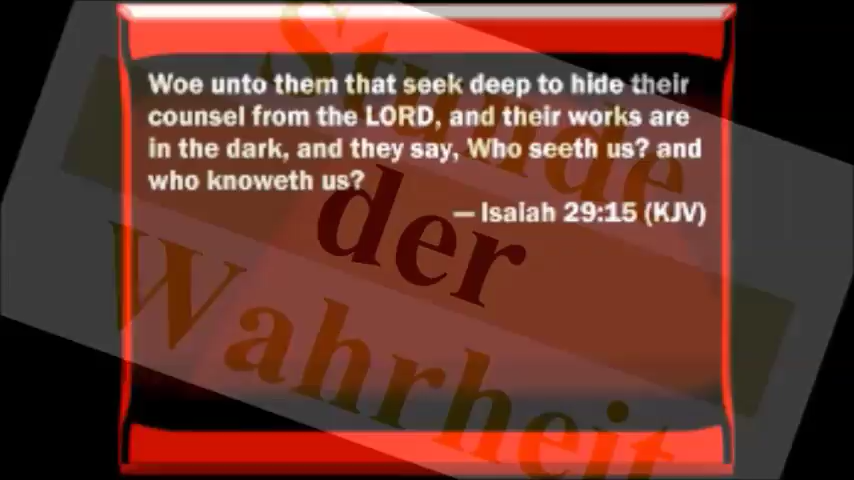 Woe unto them that seek deep to hide their
counsel from the LORD, and their works are
in the dark, and they say, Who seeth us? and
who knoweth us?
— Isaiah 29:15 (KJV)
Stunde
der
Wahrheit